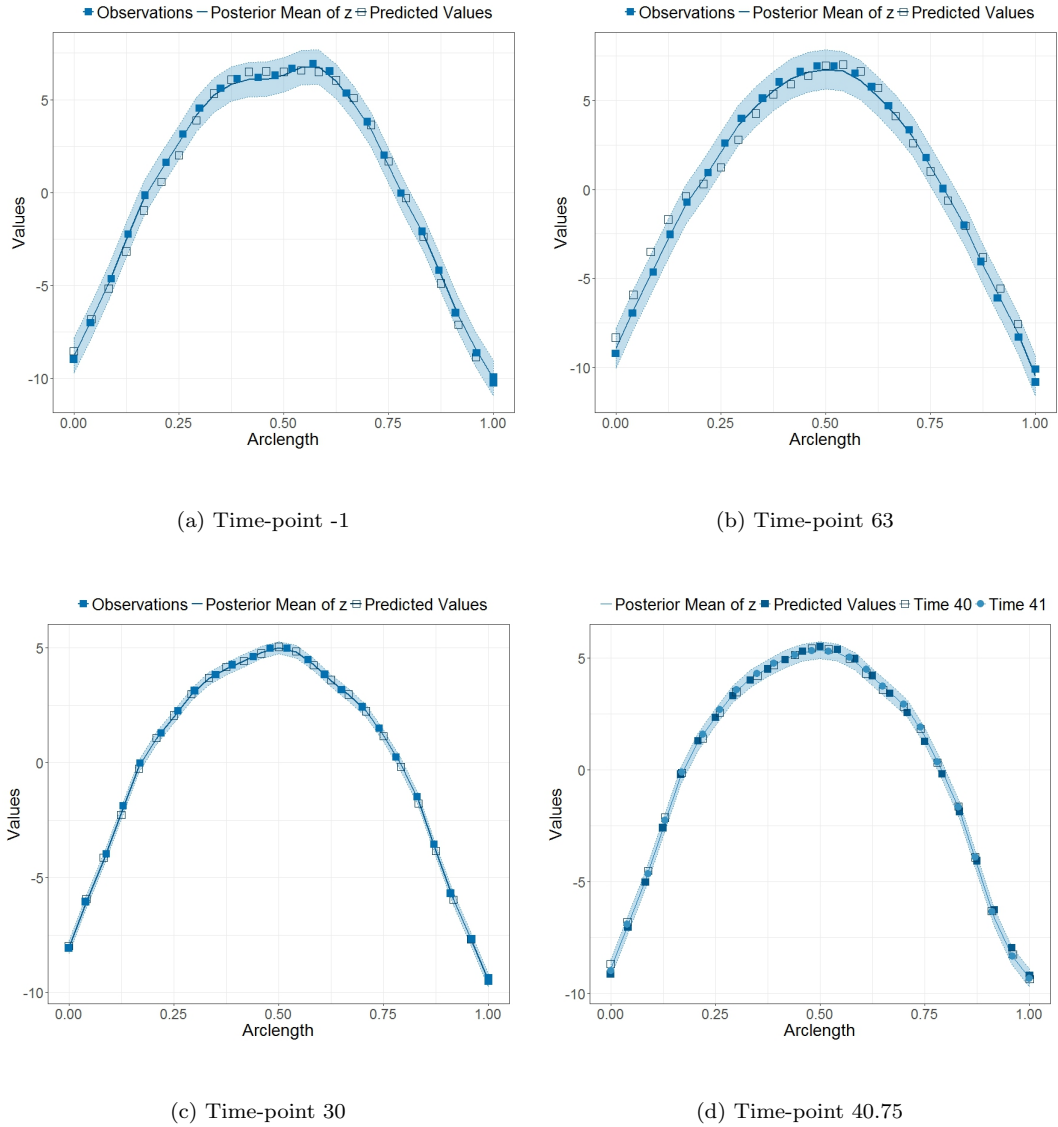 Observations Posterior Mean of z Predicted Values
5
0
-5
-10
Values
0.00 0.25 0.50 0.75 1.00
Arclength
(a) Time-point -1
Observations Posterior Mean of z Predicted Values
5
0
-5
-10
Values
0.00 0.25 0.50 0.75 1.00
Arclength
(b) Time-point 63
Observations Posterior Mean of z Predicted Values
5
0
-5
-10
Values
0.00 0.25 0.50 0.75 1.00
Arclength
(c) Time-point 30
Posterior Mean of z Predicted Values Time 40 Time 41
5
0
-5
-10
Values
0.00 0.25 0.50 0.75 1.00
Arclength
(d) Time-point 40.75